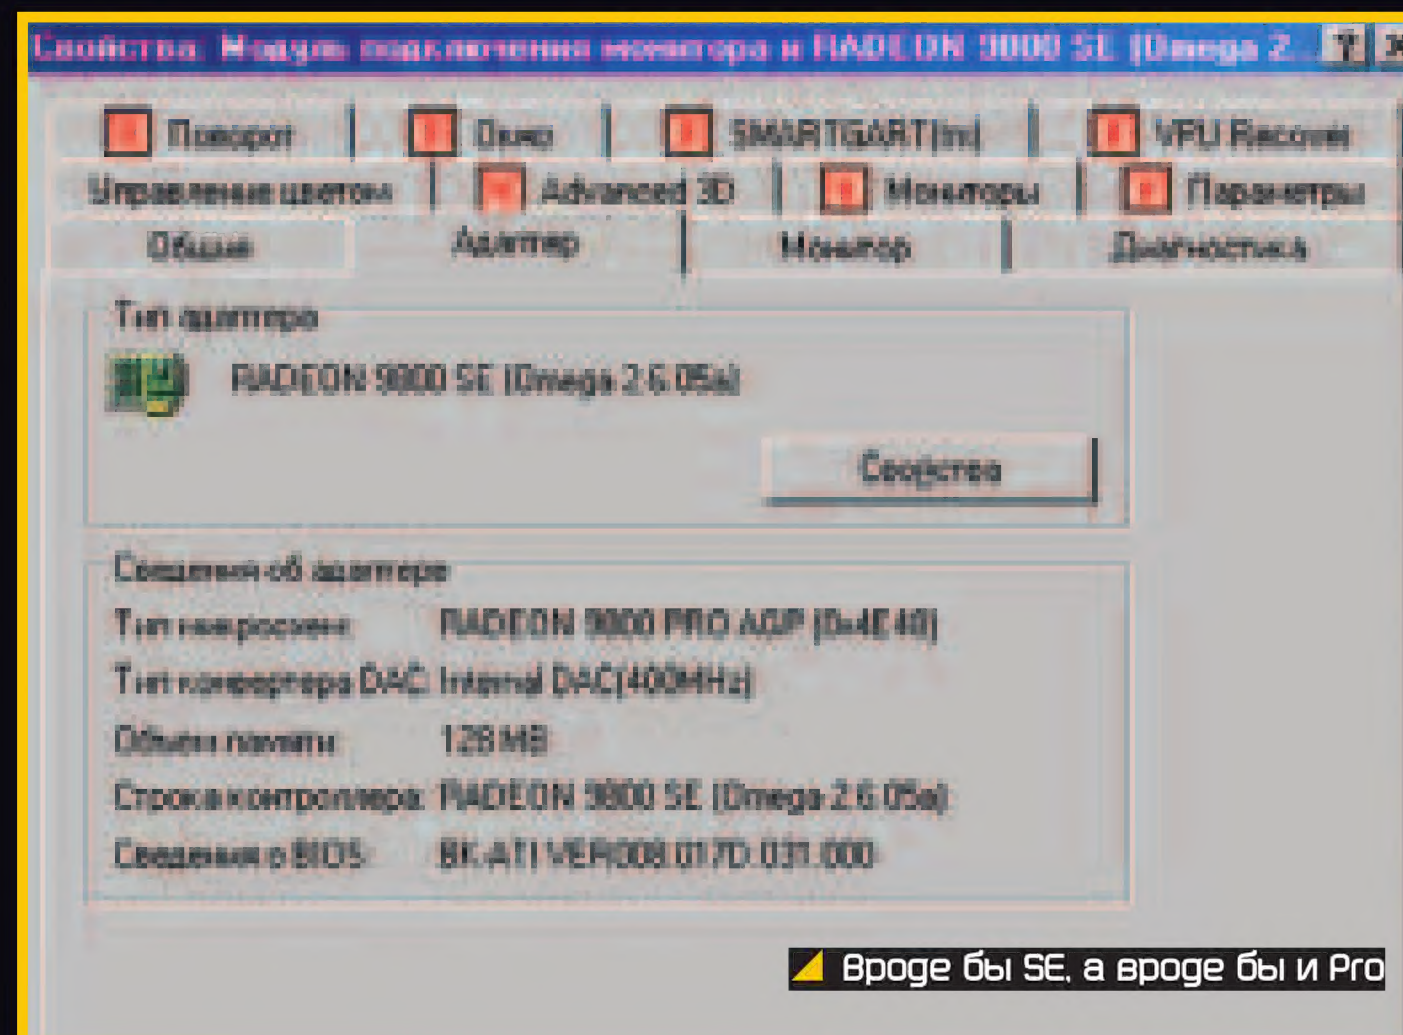 Свойства: Модуль подключения монитора и RADEON 9800 SE (Omega 2...
Поворот Окно SMARTGART(tm) VPU Recover
Управление цветом Advanced 3D Мониторы Параметры
Общие Адаптер Монитор Диагностика
Тип адаптера
RADEON 9800 SE (Omega 2.6.05a)
Свойства
Сведения об адаптере
Тип микросхем: RADEON 9800 PRO AGP (0x4E48)
Тип конвертера DAC: Internal DAC(400MHz)
Объем памяти: 128 MB
Строка контроллера: RADEON 9800 SE (Omega 2.6.05a)
Сведения о BIOS: BK-ATI VER008.017D.031.000
Вроде бы SE, а вроде бы и Pro